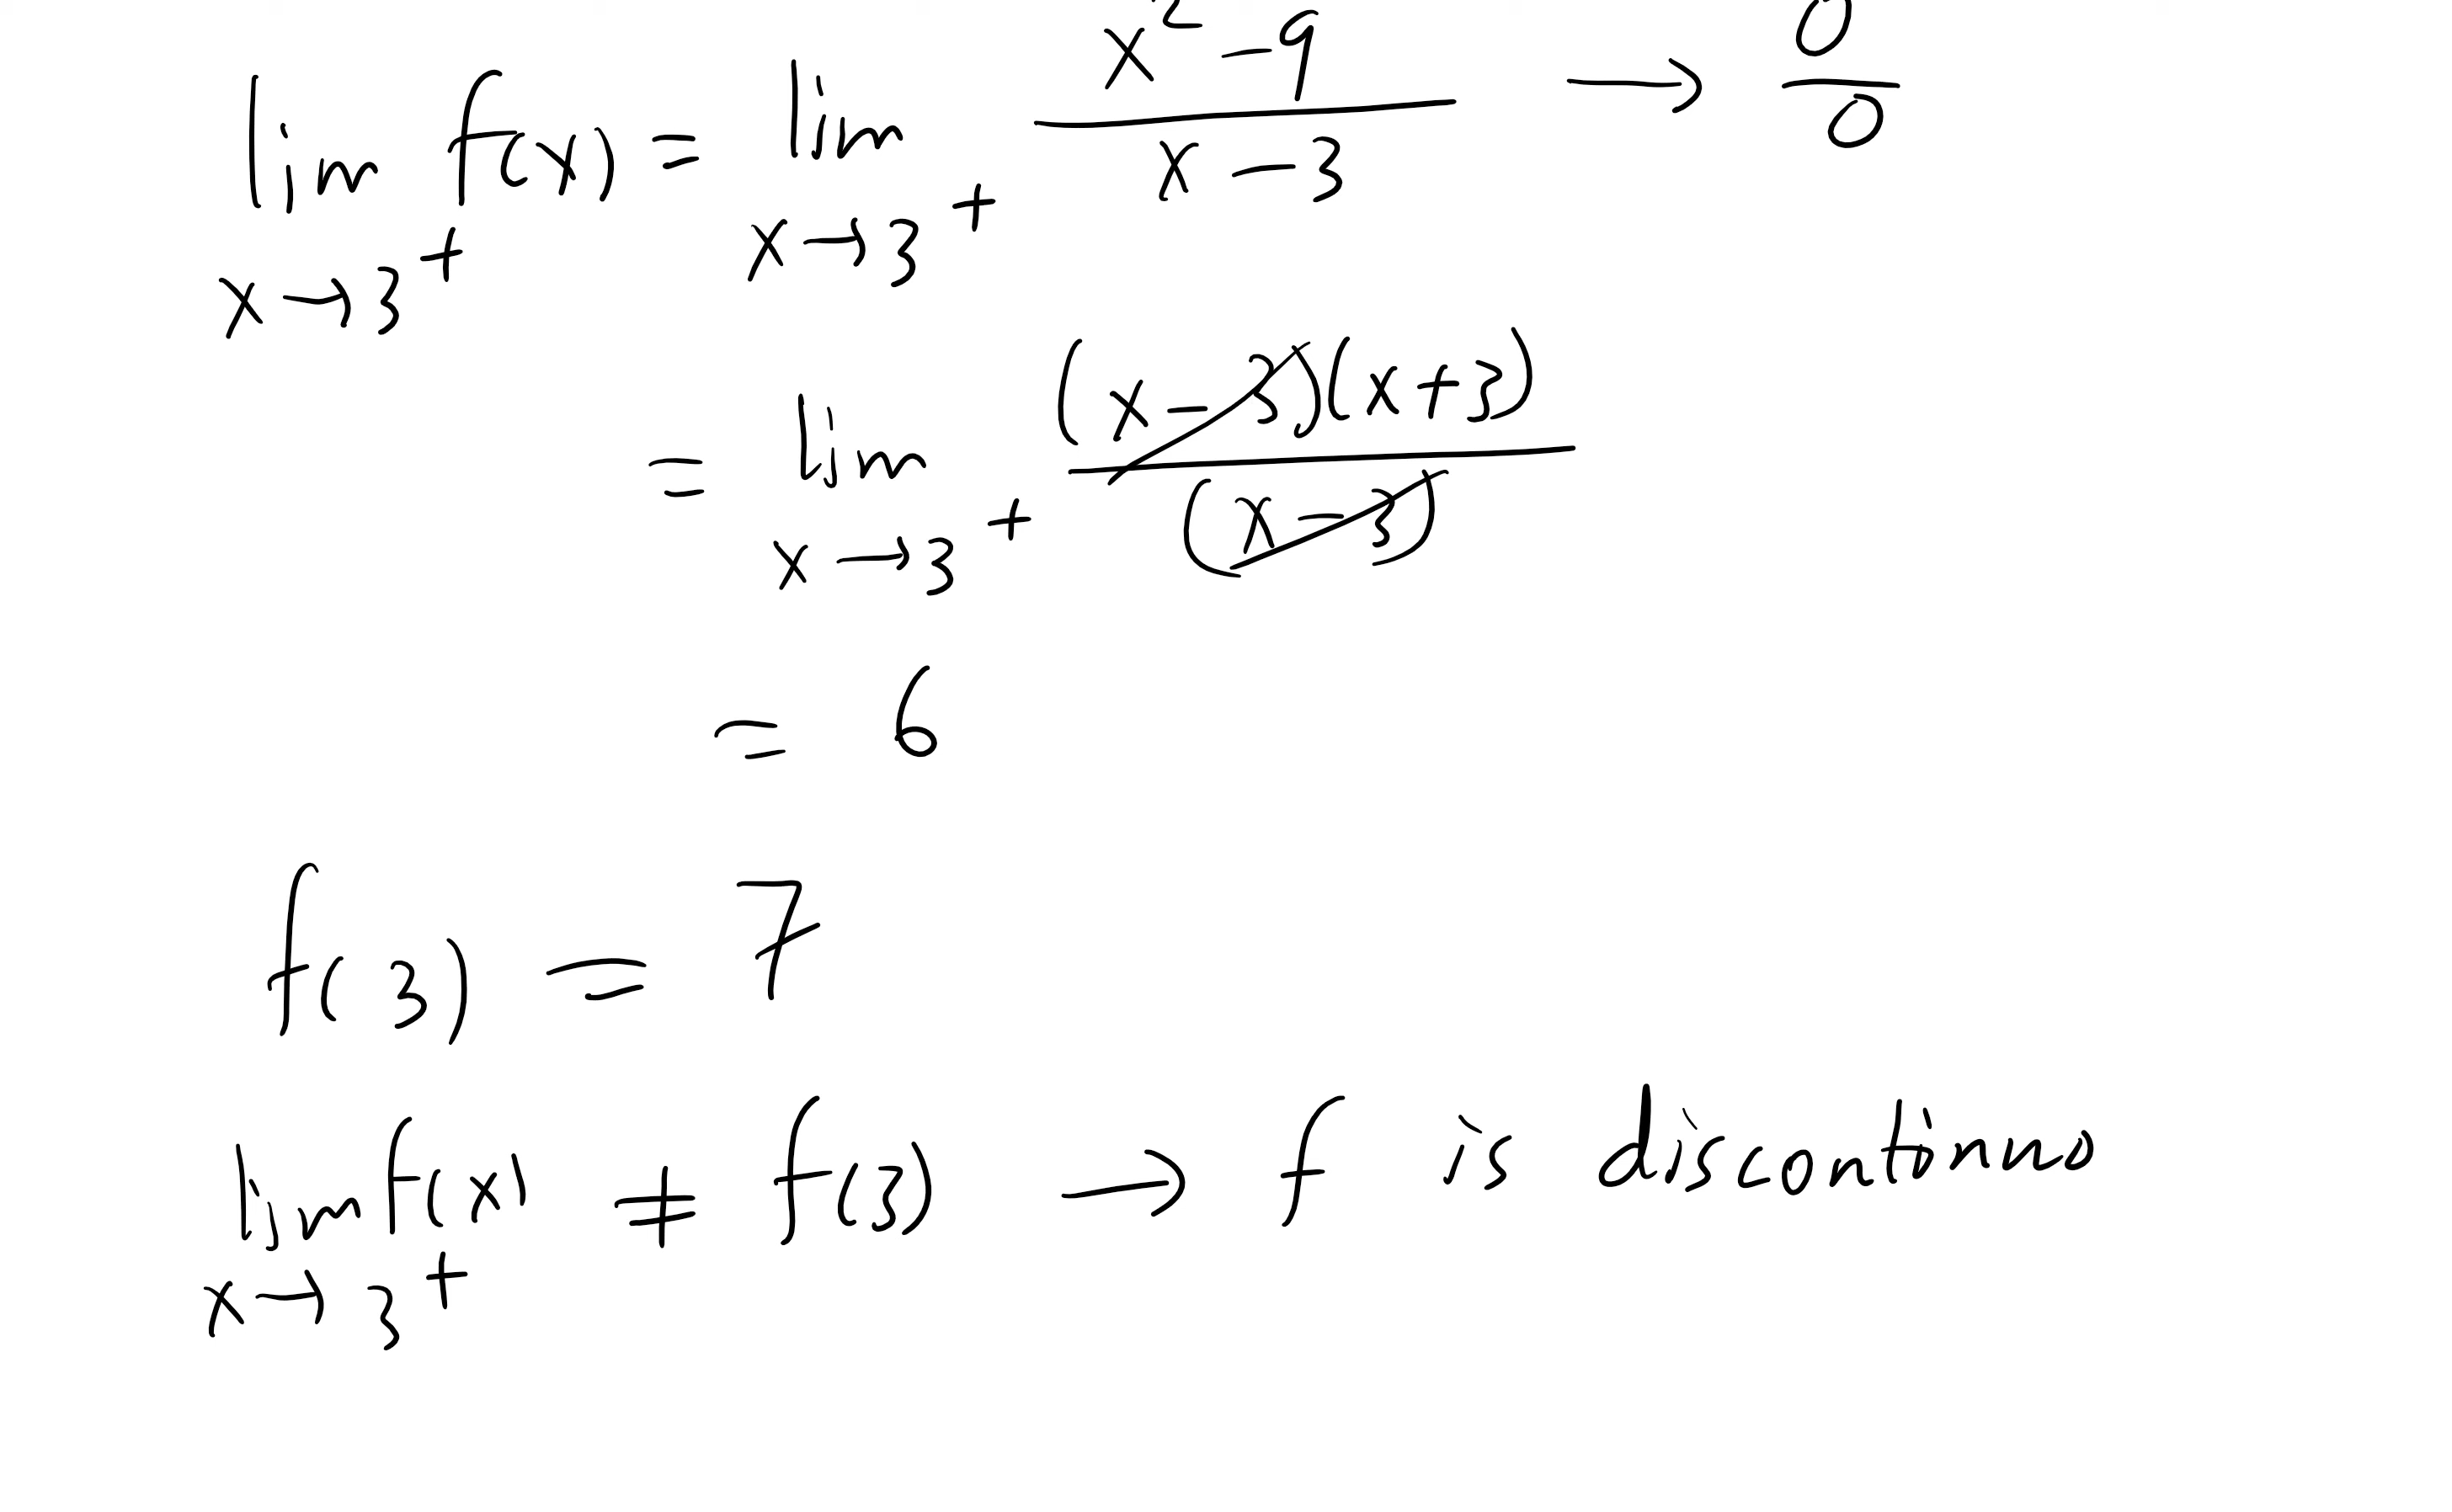 lim f(x) = lim x² - 9 / x - 3 → 0/0
x → 3⁺ x → 3⁺
= lim (x - 3)(x + 3) / (x - 3)
x → 3⁺
= 6
f(3) = 7
lim f(x) ≠ f(3) → f is discontinuous
x → 3⁺